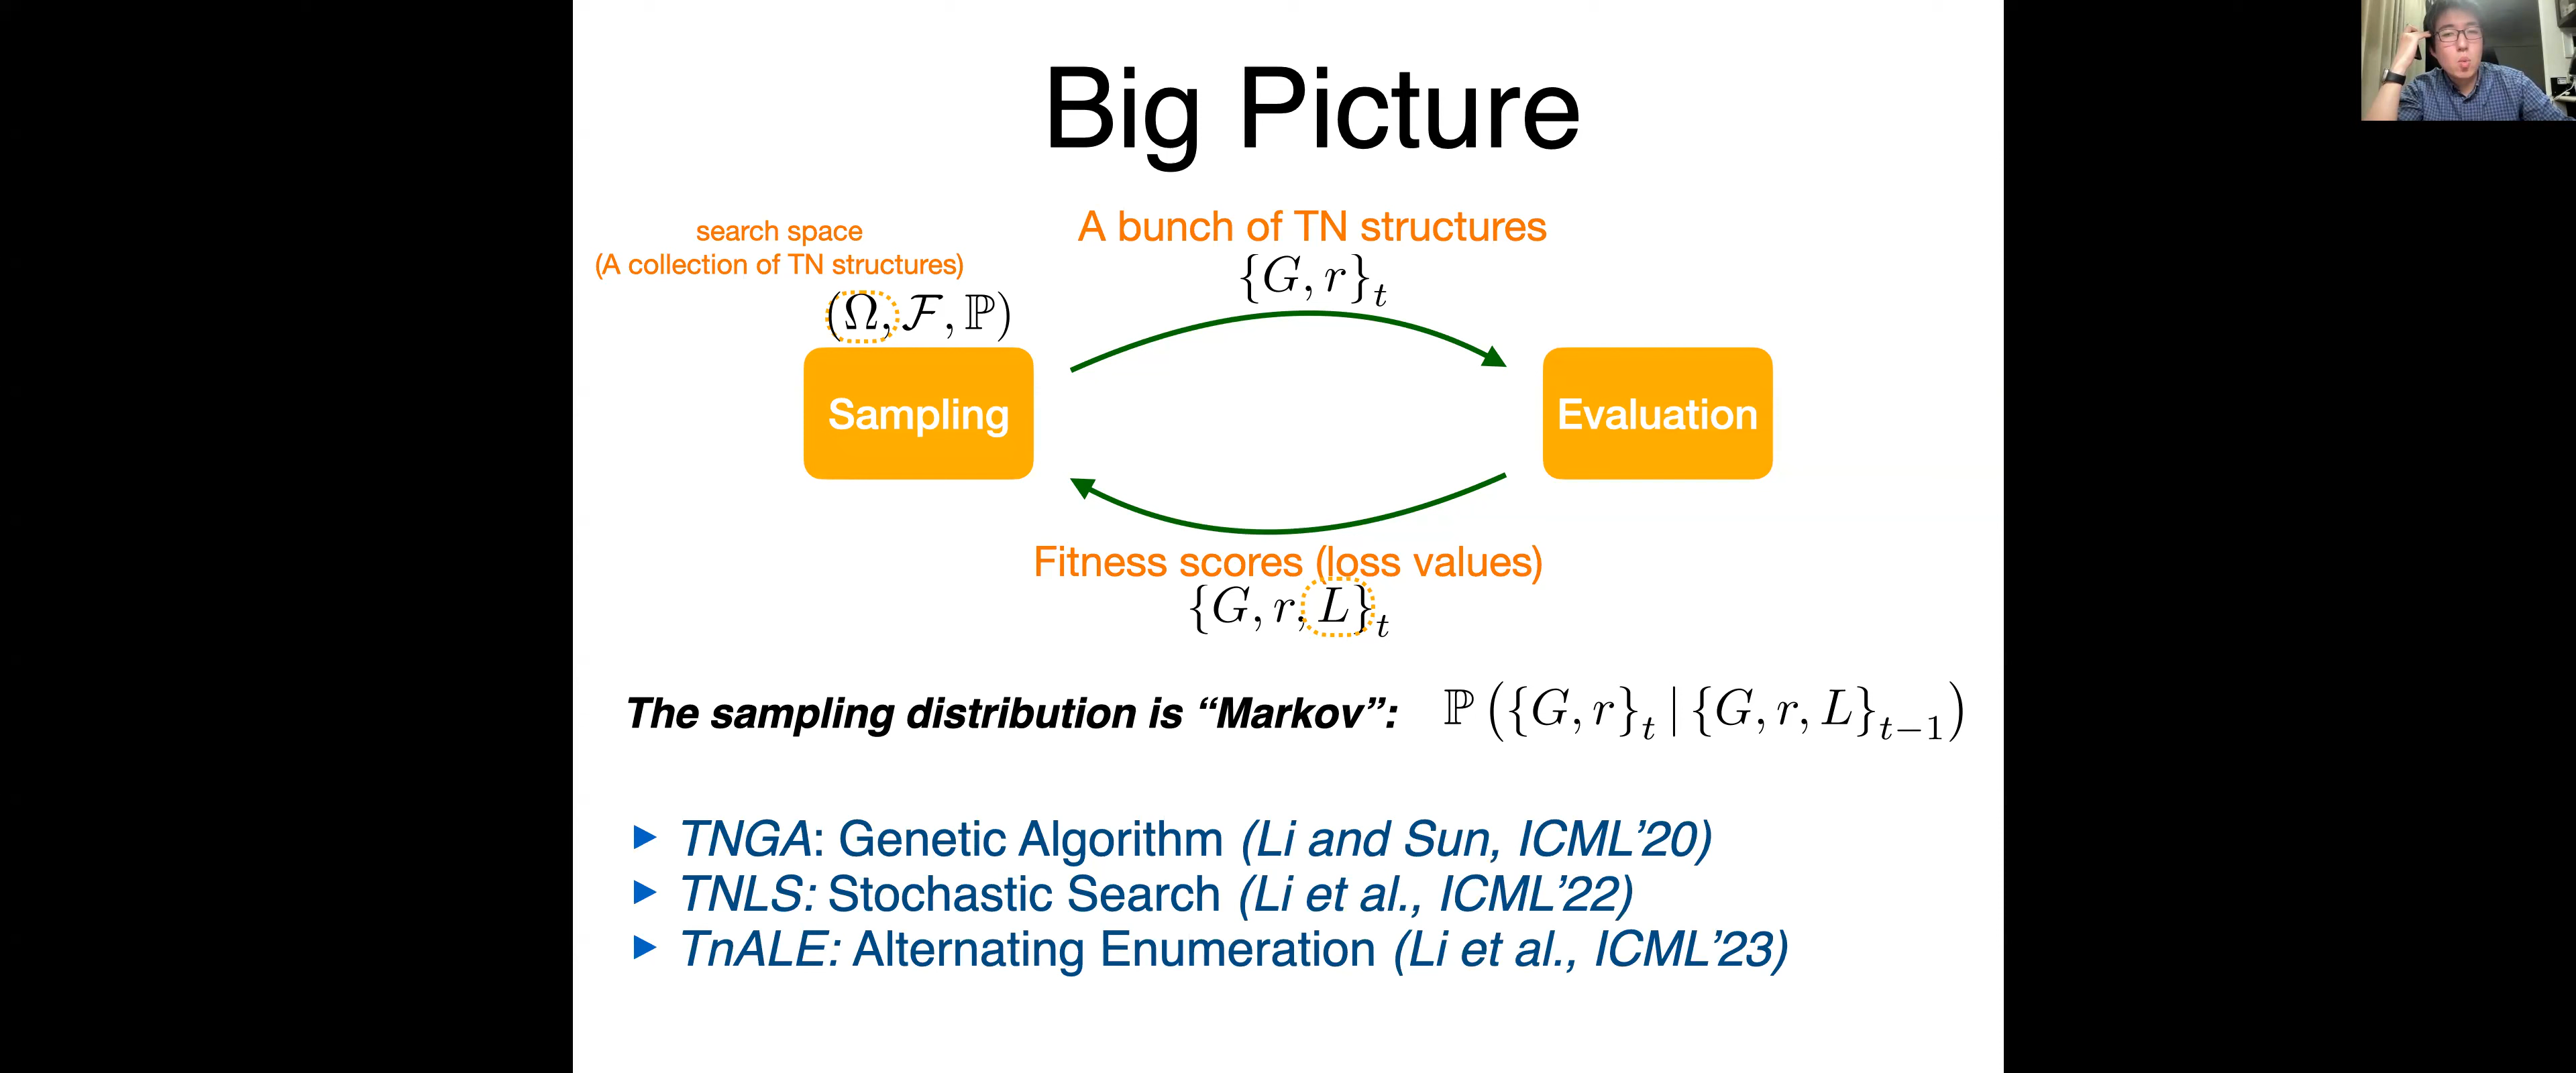 Big Picture
search space
(A collection of TN structures)
(Ω, ℱ, ℙ)
A bunch of TN structures
{G, r}_t
Sampling
Evaluation
Fitness scores (loss values)
{G, r, L}_t
The sampling distribution is “Markov”: ℙ ({G, r}_t | {G, r, L}_{t−1})
► TNGA: Genetic Algorithm (Li and Sun, ICML’20)
► TNLS: Stochastic Search (Li et al., ICML’22)
► TnALE: Alternating Enumeration (Li et al., ICML’23)